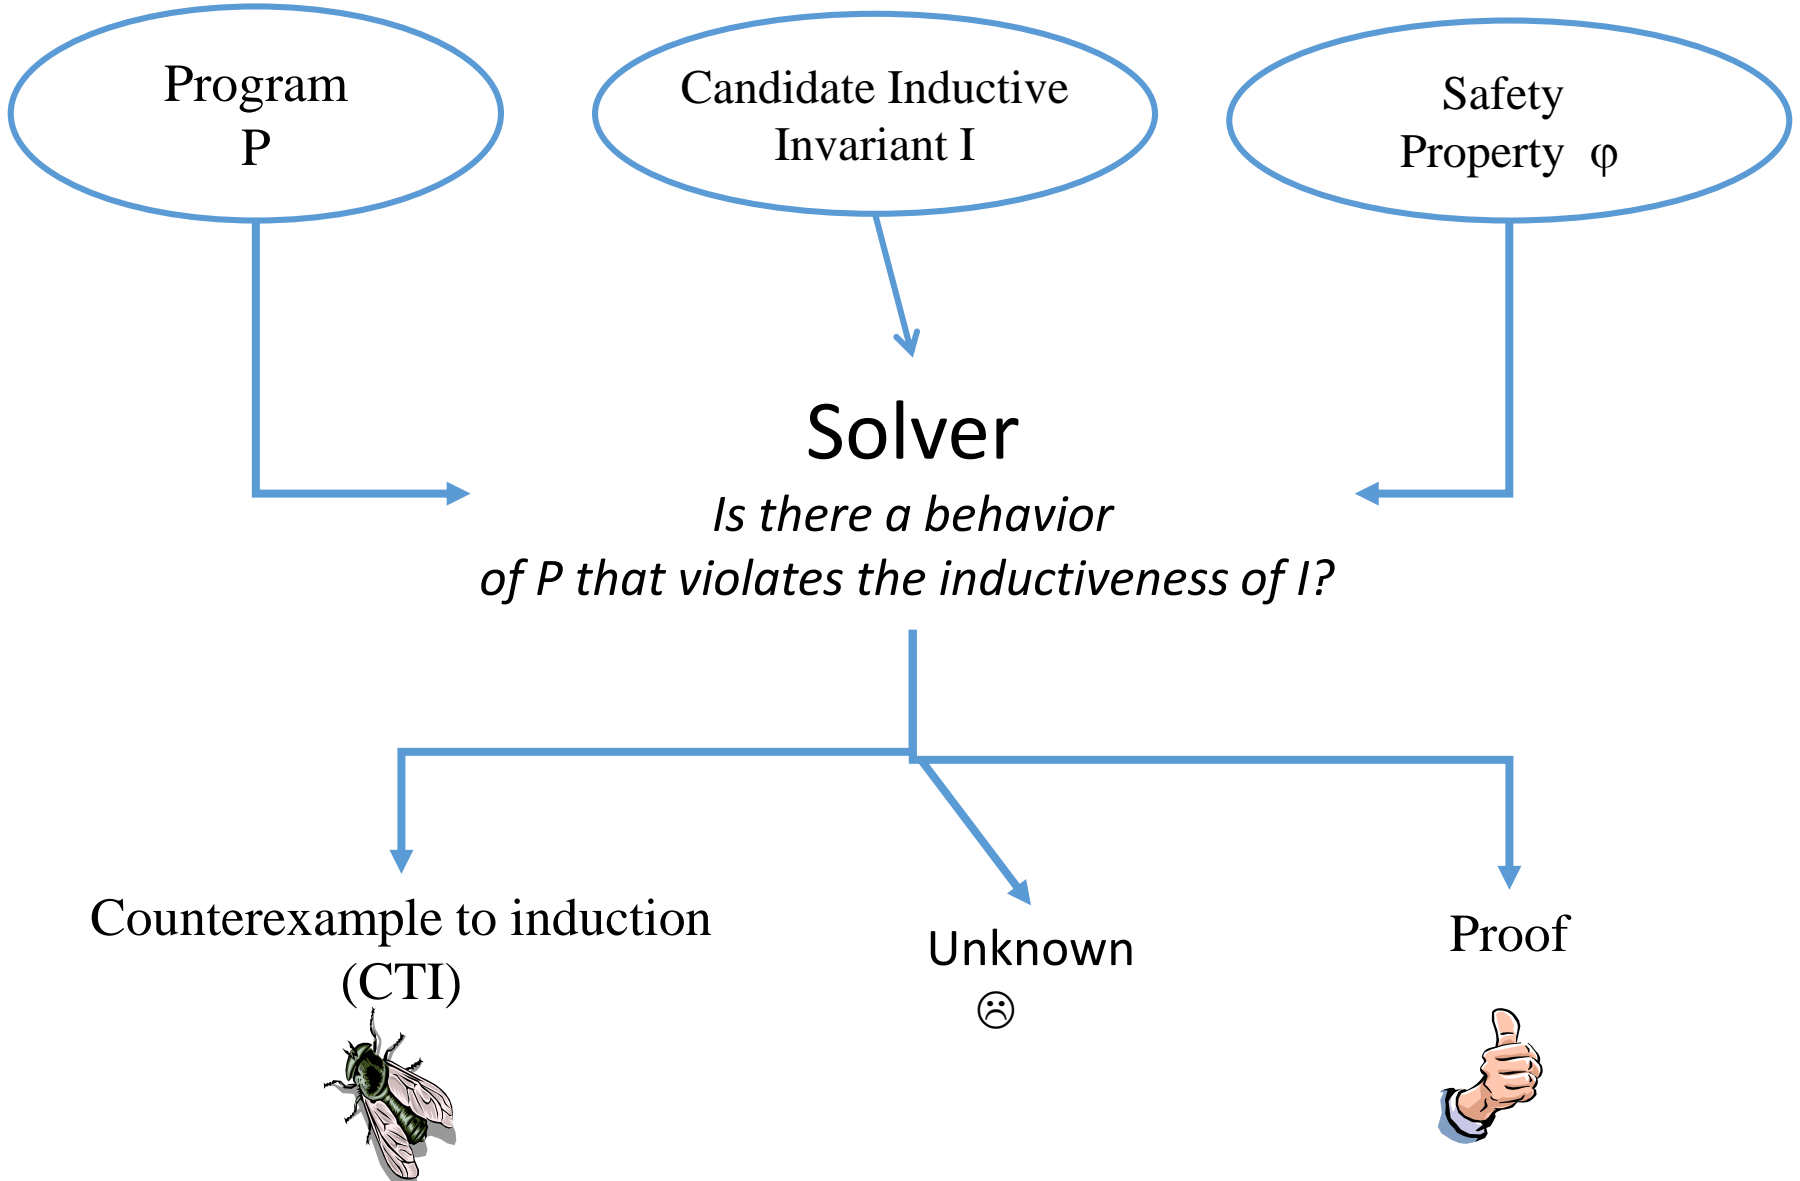 Program
P
Candidate Inductive
Invariant I
Safety
Property φ
Solver
Is there a behavior
of P that violates the inductiveness of I?
Counterexample to induction
(CTI)
Unknown
☹
Proof